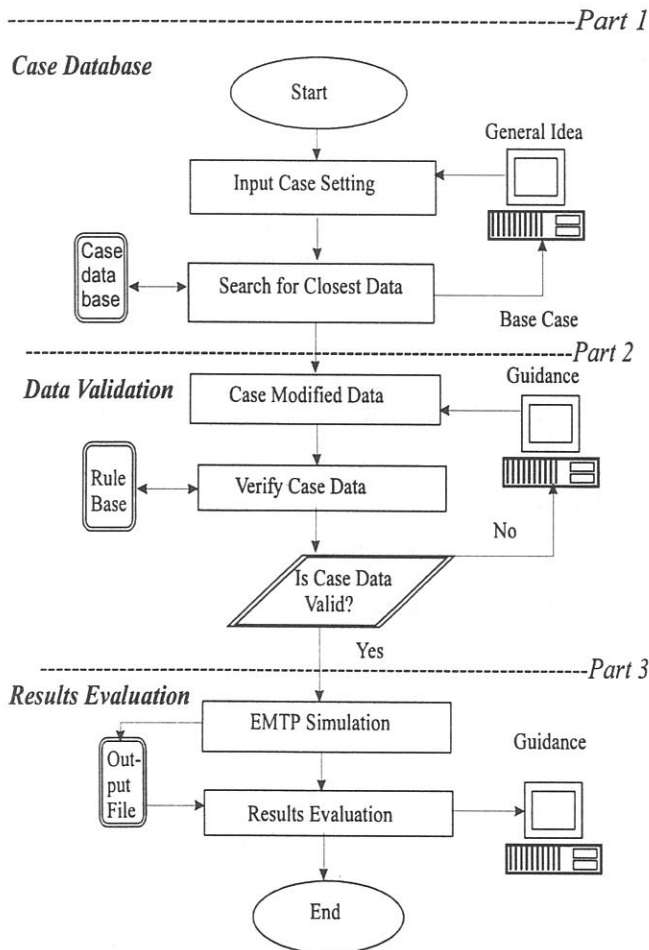 Part 1
Case Database
Start
General Idea
Input Case Setting
Case
data
base
Search for Closest Data
Base Case
Part 2
Data Validation
Guidance
Case Modified Data
Rule
Base
Verify Case Data
No
Is Case Data
Valid?
Yes
Part 3
Results Evaluation
EMTP Simulation
Guidance
Out-
put
File
Results Evaluation
End